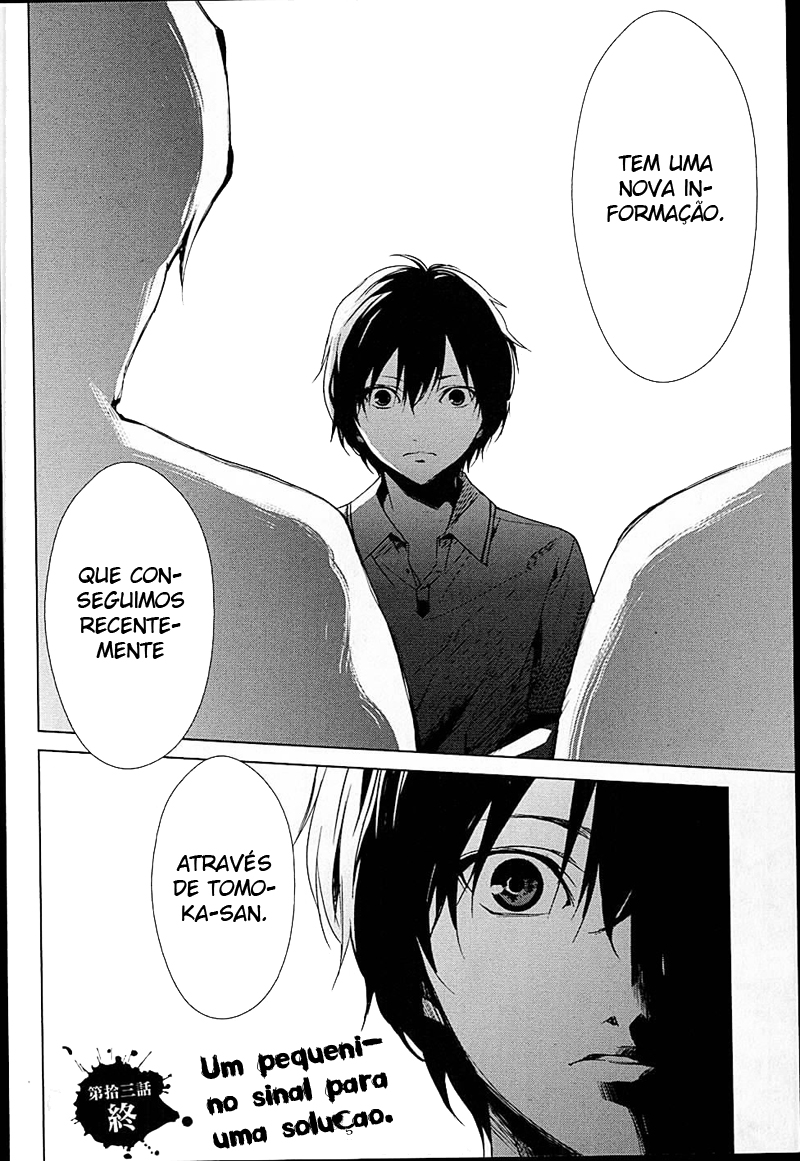 TEM UMA
NOVA IN-
FORMAÇÃO.
QUE CON-
SEGUIMOS
RECENTE-
MENTE
ATRAVÉS
DE TOMO-
KA-SAN.
Um pequeni-
no sinal para
uma soluçao.
第拾三話
終